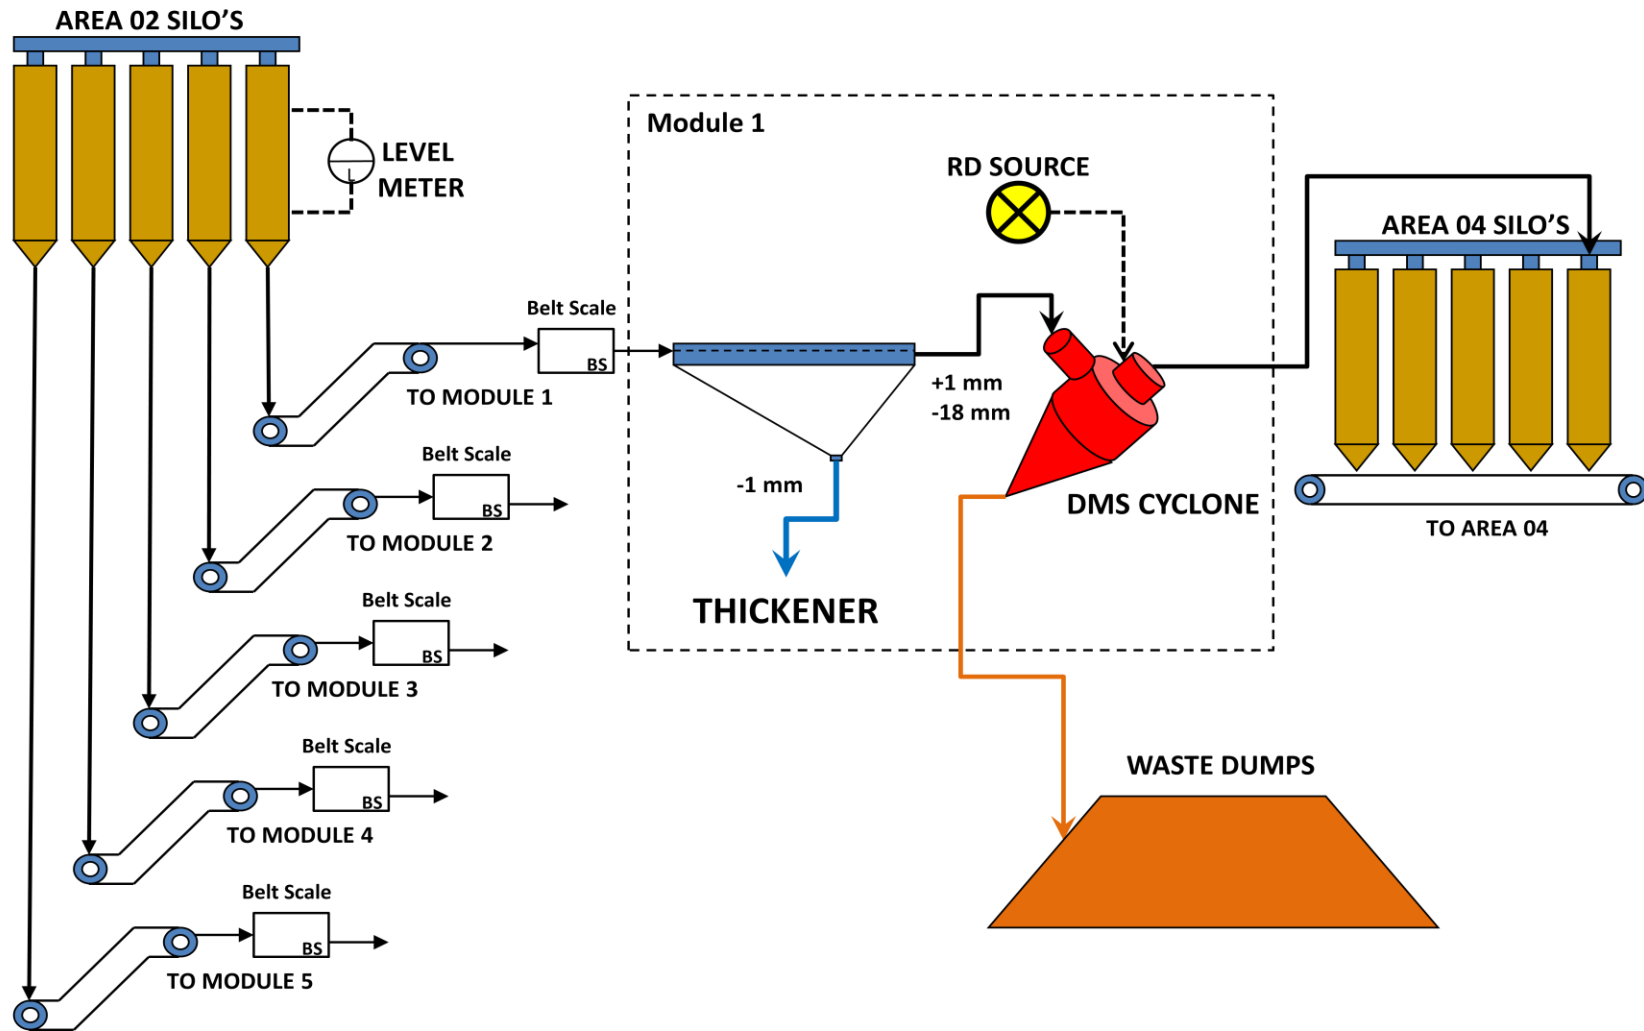 AREA 02 SILO'S
LEVEL
METER
L
Module 1
RD SOURCE
AREA 04 SILO'S
Belt Scale
BS
TO MODULE 1
+1 mm
-18 mm
-1 mm
DMS CYCLONE
TO AREA 04
THICKENER
Belt Scale
BS
TO MODULE 2
Belt Scale
BS
TO MODULE 3
Belt Scale
BS
TO MODULE 4
Belt Scale
BS
TO MODULE 5
WASTE DUMPS